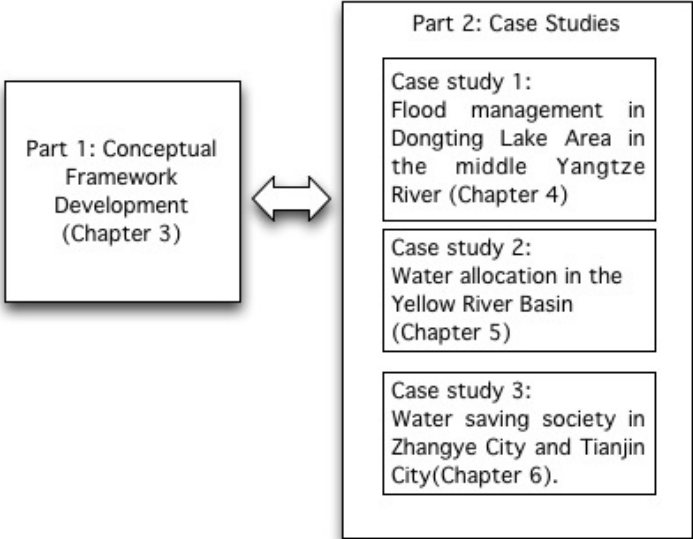 Part 1: Conceptual
Framework
Development
(Chapter 3)
Part 2: Case Studies
Case study 1:
Flood management in
Dongting Lake Area in
the middle Yangtze
River (Chapter 4)
Case study 2:
Water allocation in the
Yellow River Basin
(Chapter 5)
Case study 3:
Water saving society in
Zhangye City and Tianjin
City(Chapter 6).